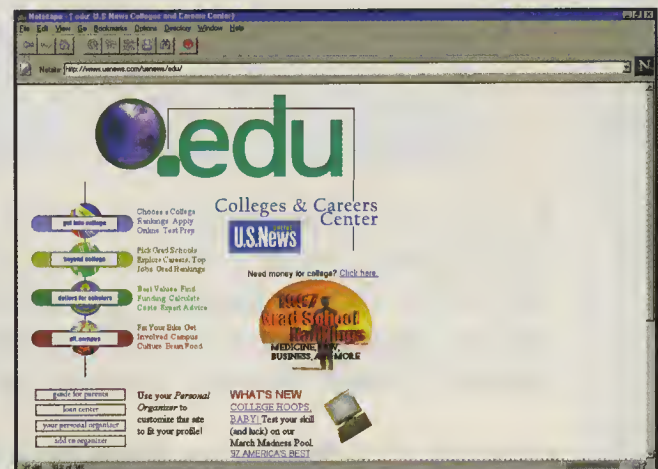 Netscape - [.edu: U.S News Colleges and Careers Center]
File Edit View Go Bookmarks Options Directory Window Help
Netsite: http://www.usnews.com/usnews/edu/
N
.edu
Colleges & Careers
Center
U.S.News
get into college
Choose a College
Rankings Apply
Online Test Prep
beyond college
Pick Grad Schools
Explore Careers, Top
Jobs Grad Rankings
dollars for scholars
Best Values Find
Funding Calculate
Costs Expert Advice
Fix Your Bike Get
Involved Campus
Culture Brain Food
Need money for college? Click here.
1997
Grad School
Rankings
MEDICINE, LAW,
BUSINESS, AND MORE
guide for parents
loan center
your personal organizer
add to organizer
Use your Personal
Organizer to
customize this site
to fit your profile!
WHAT'S NEW
COLLEGE HOOPS,
BABY! Test your skill
(and luck) on our
March Madness Pool.
97 AMERICA'S BEST